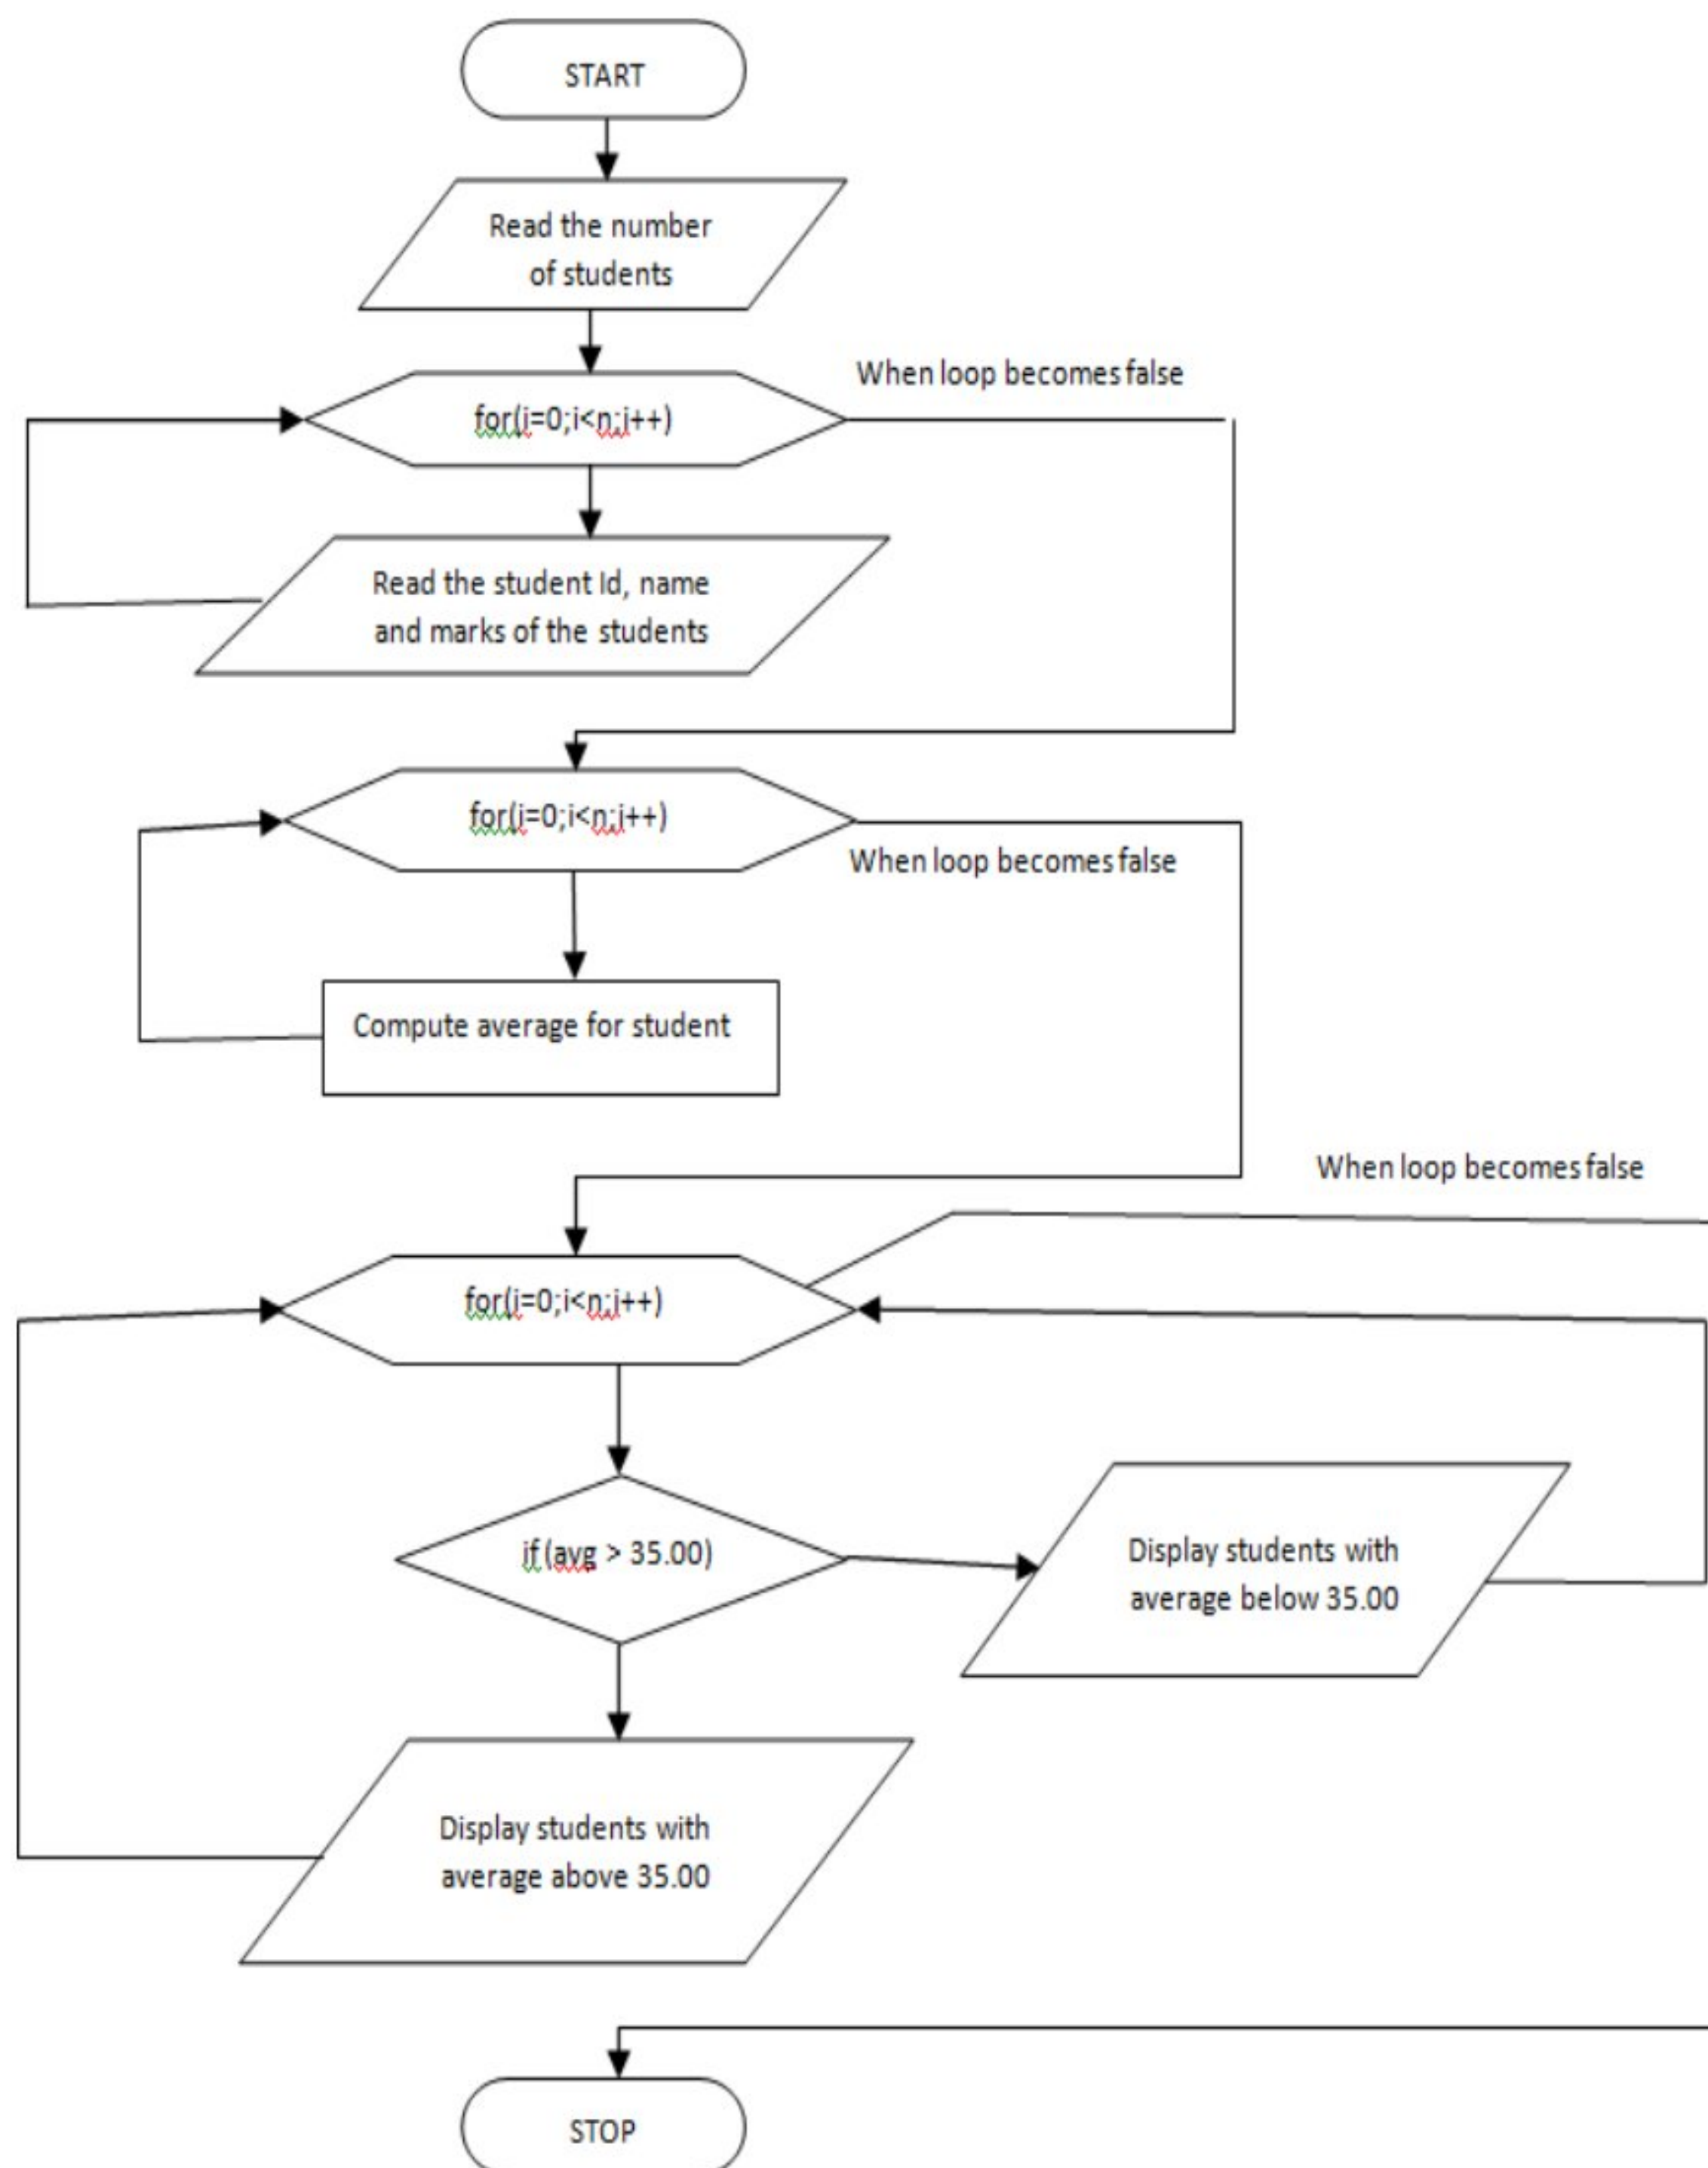 START
Read the number
of students
When loop becomes false
for(i=0;i<n;i++)
Read the student Id, name
and marks of the students
for(i=0;i<n;i++)
When loop becomes false
Compute average for student
When loop becomes false
for(i=0;i<n;i++)
if (avg > 35.00)
Display students with
average below 35.00
Display students with
average above 35.00
STOP